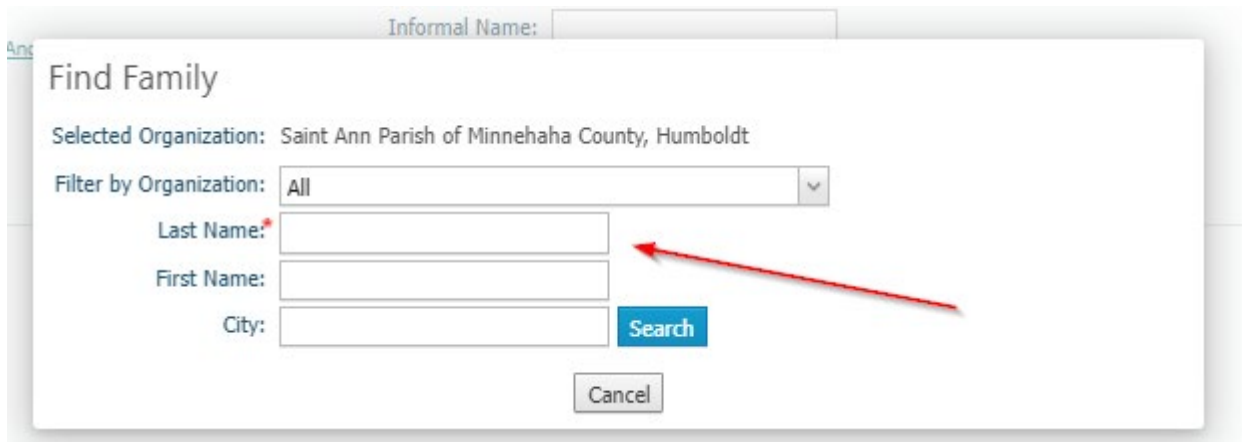 Informal Name:
And
Find Family
Selected Organization: Saint Ann Parish of Minnehaha County, Humboldt
Filter by Organization: All
Last Name:*
First Name:
City: Search
Cancel